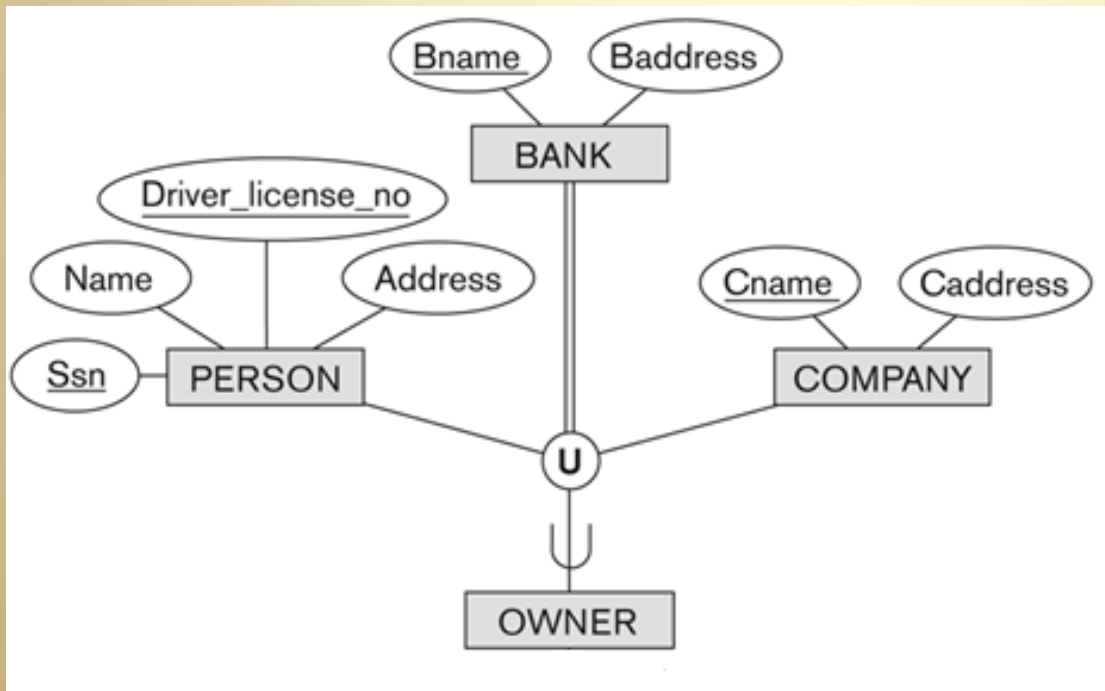 Bname
Baddress
BANK
Driver_license_no
Name
Address
Cname
Caddress
Ssn
PERSON
COMPANY
U
OWNER